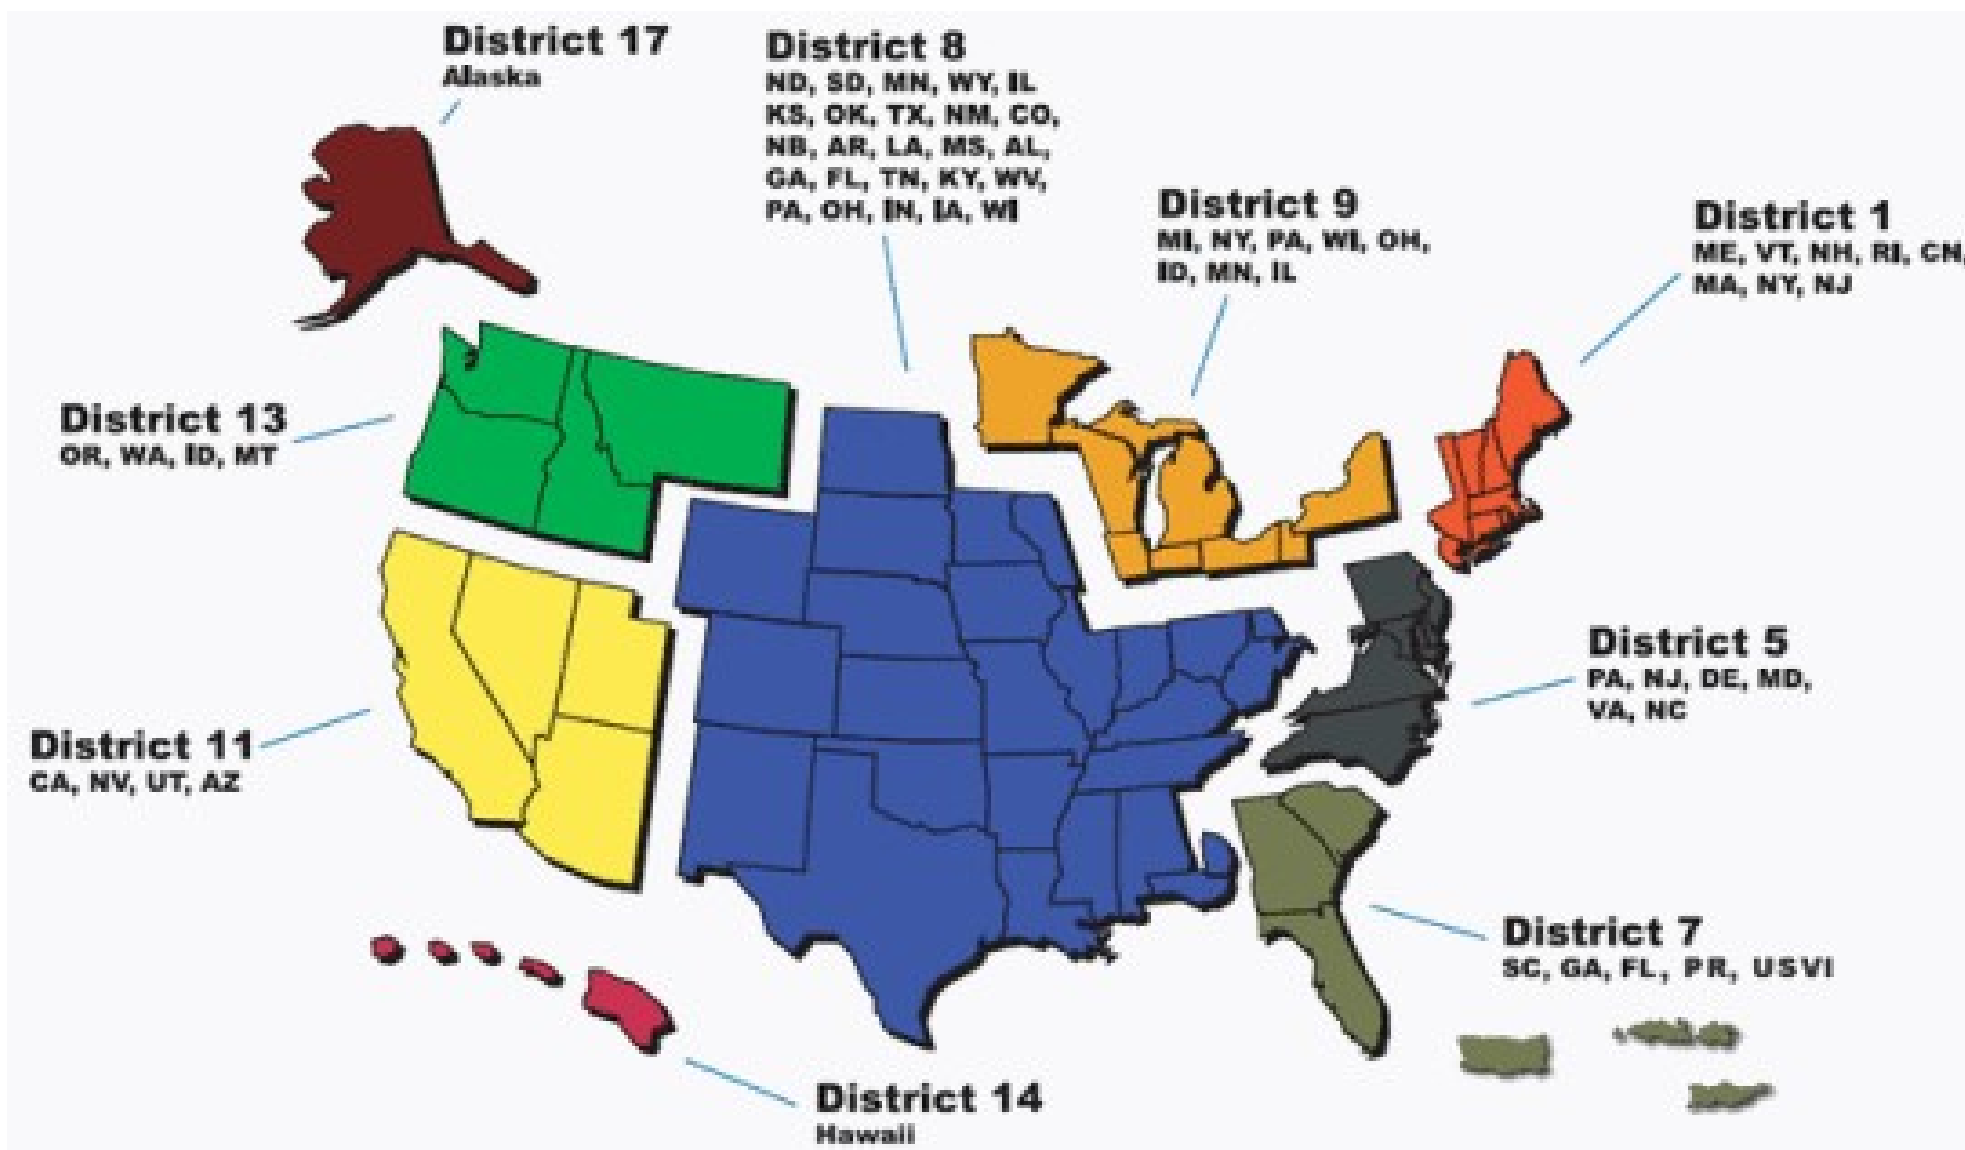 District 17
Alaska
District 8
ND, SD, MN, WY, IL
KS, OK, TX, NM, CO,
NB, AR, LA, MS, AL,
GA, FL, TN, KY, WV,
PA, OH, IN, IA, WI
District 9
MI, NY, PA, WI, OH,
ID, MN, IL
District 1
ME, VT, NH, RI, CN,
MA, NY, NJ
District 13
OR, WA, ID, MT
District 5
PA, NJ, DE, MD,
VA, NC
District 11
CA, NV, UT, AZ
District 7
SC, GA, FL, PR, USVI
District 14
Hawaii